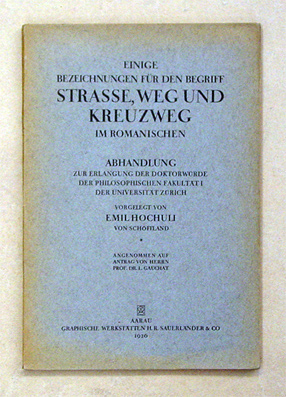 EINIGE
BEZEICHNUNGEN FÜR DEN BEGRIFF
STRASSE, WEG UND
KREUZWEG
IM ROMANISCHEN
ABHANDLUNG
ZUR ERLANGUNG DER DOKTORWÜRDE
DER PHILOSOPHISCHEN FAKULTÄT I
DER UNIVERSITÄT ZÜRICH
VORGELEGT VON
EMIL HOCHULI
VON SCHÖFTLAND
ANGENOMMEN AUF
ANTRAG VON HERRN
PROF. DR. L. GAUCHAT
AARAU
GRAPHISCHE WERKSTÄTTEN H. R. SAUERLÄNDER & CO
1926